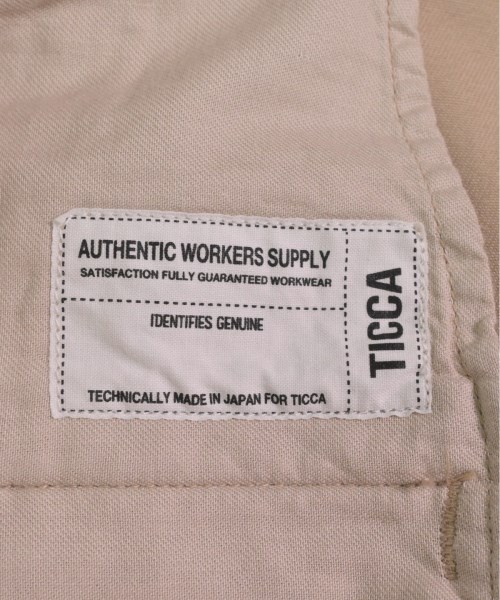 AUTHENTIC WORKERS SUPPLY
SATISFACTION FULLY GUARANTEED WORKWEAR
IDENTIFIES GENUINE
TECHNICALLY MADE IN JAPAN FOR TICCA
TICCA